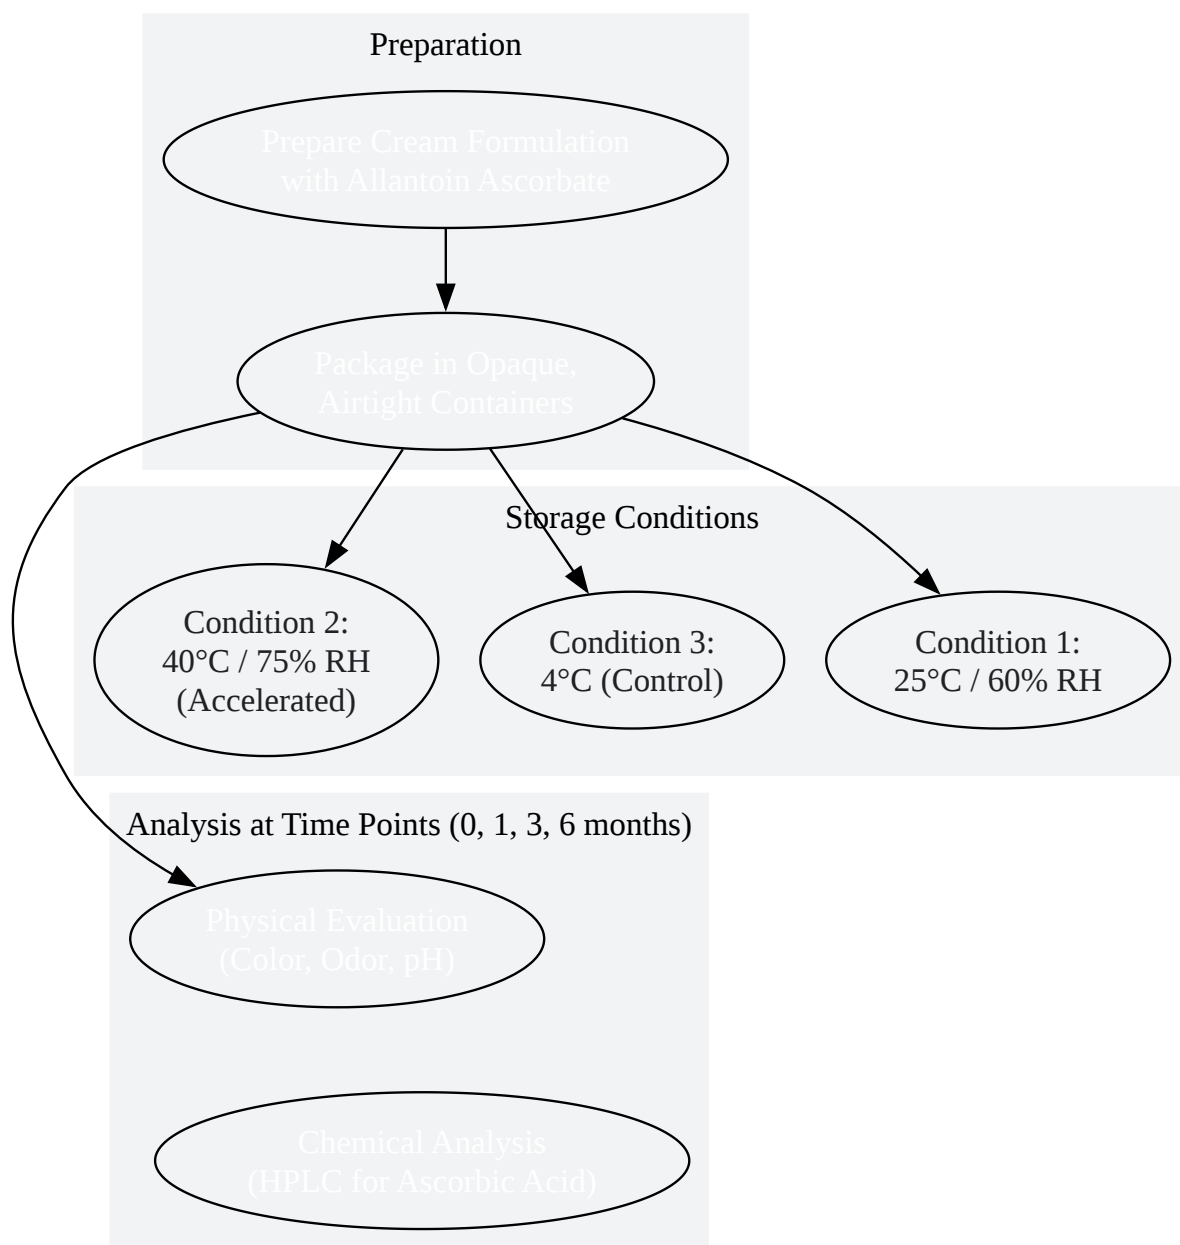 Preparation
Prepare Cream Formulation
with Allantoin Ascorbate
Package in Opaque,
Airtight Containers
Storage Conditions
Condition 2:
40°C / 75% RH
(Accelerated)
Condition 3:
4°C (Control)
Condition 1:
25°C / 60% RH
Analysis at Time Points (0, 1, 3, 6 months)
Physical Evaluation
(Color, Odor, pH)
Chemical Analysis
(HPLC for Ascorbic Acid)